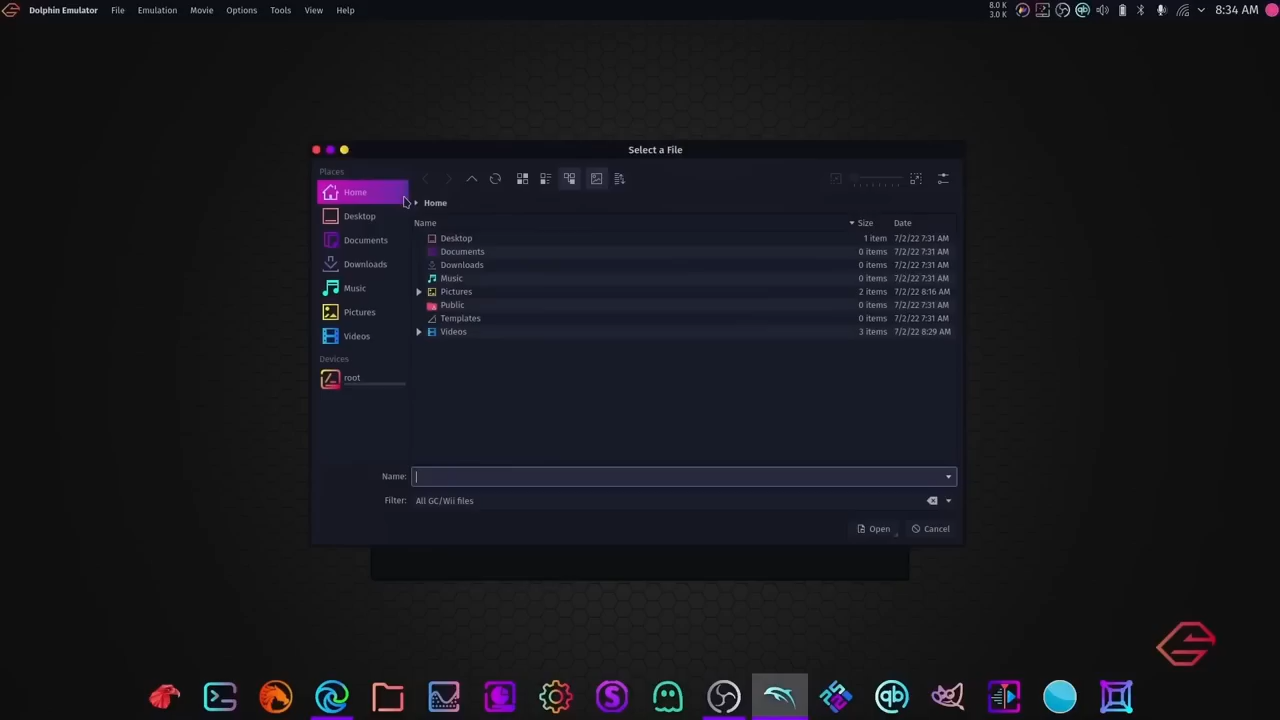 Dolphin Emulator File Emulation Movie Options Tools View Help 8.0 K 3.0 K 8:34 AM
Select a File
Places
Home
Desktop
Documents
Downloads
Music
Pictures
Videos
Devices
root
Home
Name Size Date
Desktop 1 item 7/2/22 7:31 AM
Documents 0 items 7/2/22 7:31 AM
Downloads 0 items 7/2/22 7:31 AM
Music 0 items 7/2/22 7:31 AM
Pictures 2 items 7/2/22 8:16 AM
Public 0 items 7/2/22 7:31 AM
Templates 0 items 7/2/22 7:31 AM
Videos 3 items 7/2/22 8:29 AM
Name:
Filter: All GC/Wii files
Open Cancel